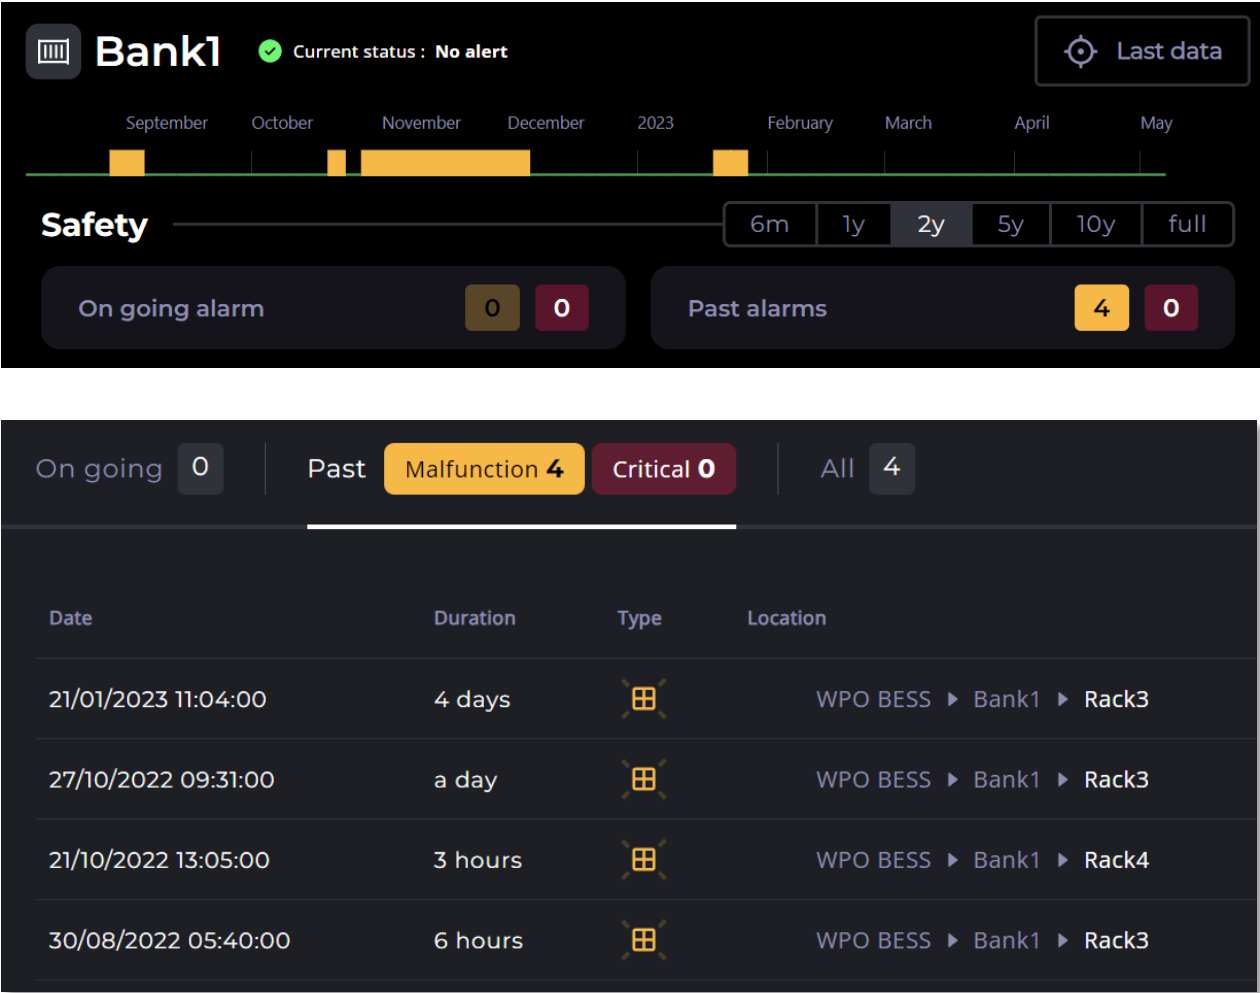 Bank1 Current status : No alert Last data
September October November December 2023 February March April May
Safety 6m 1y 2y 5y 10y full
On going alarm 0 0 Past alarms 4 0
On going 0 Past Malfunction 4 Critical 0 All 4
Date Duration Type Location
21/01/2023 11:04:00 4 days WPO BESS Bank1 Rack3
27/10/2022 09:31:00 a day WPO BESS Bank1 Rack3
21/10/2022 13:05:00 3 hours WPO BESS Bank1 Rack4
30/08/2022 05:40:00 6 hours WPO BESS Bank1 Rack3